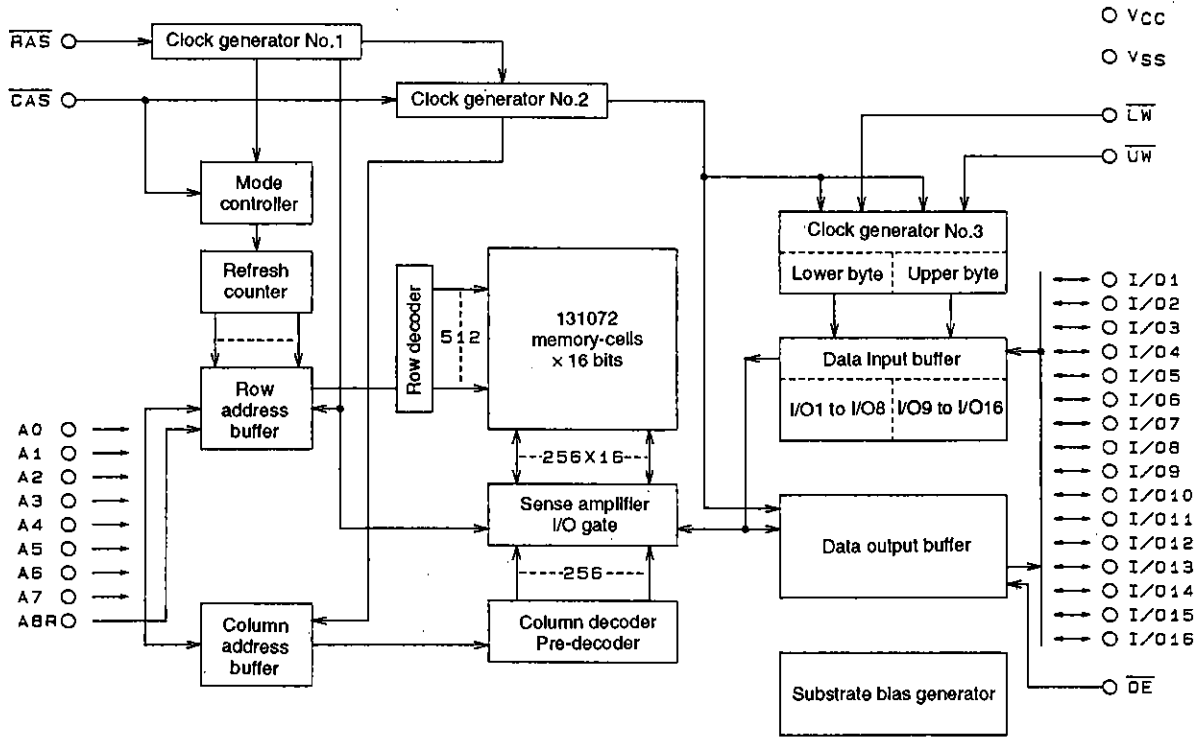 RAS
Clock generator No.1
VCC
VSS
CAS
Clock generator No.2
LW
UW
Mode
controller
Clock generator No.3
Lower byte
Upper byte
Refresh
counter
Row decoder
512
131072
memory-cells
× 16 bits
Data Input buffer
I/O1 to I/O8
I/O9 to I/O16
Row
address
buffer
A0
A1
A2
A3
A4
A5
A6
A7
A8R
256X16
Sense amplifier
I/O gate
256
Column decoder
Pre-decoder
Column
address
buffer
Data output buffer
Substrate bias generator
I/O1
I/O2
I/O3
I/O4
I/O5
I/O6
I/O7
I/O8
I/O9
I/O10
I/O11
I/O12
I/O13
I/O14
I/O15
I/O16
OE